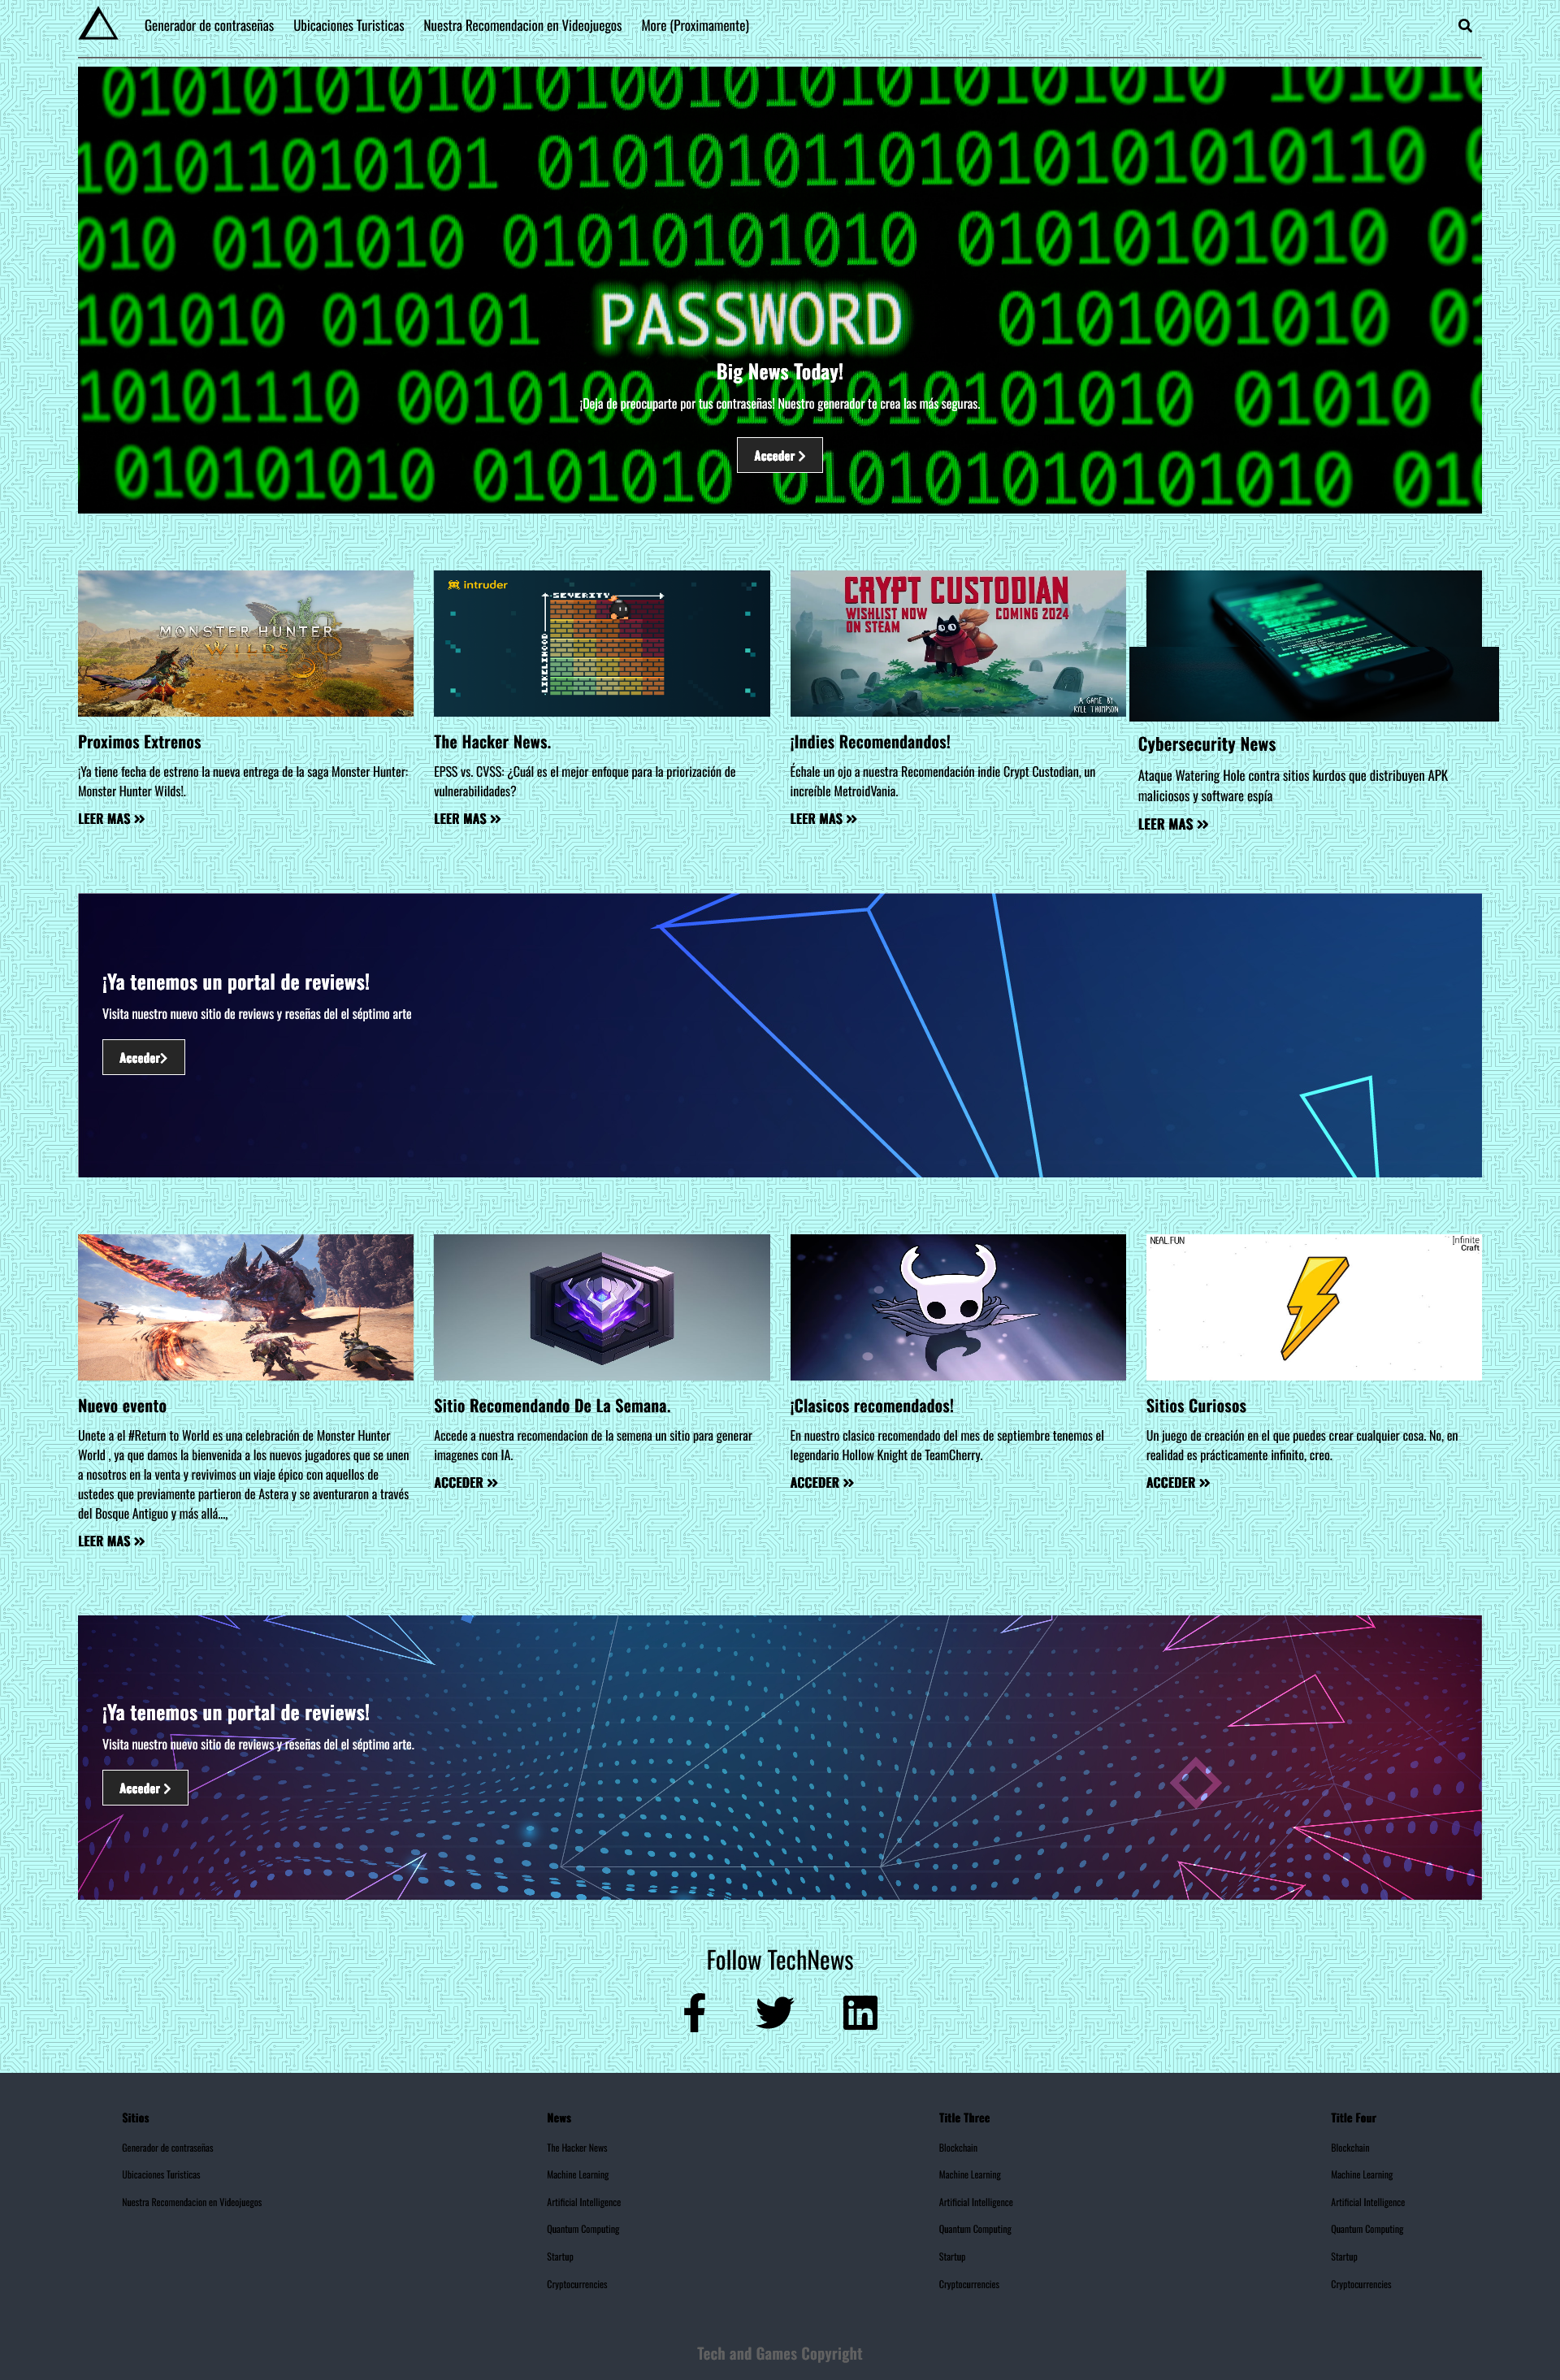 Generador de contraseñas Ubicaciones Turisticas Nuestra Recomendacion en Videojuegos More (Proximamente)
01010101010101001010101010101010 101010
10101101010101 0101010110101010101010110 0
010 0101010 01010101010 0101010101010 01
101010 010101 PASSWORD 0101001010 0
Big News Today!
¡Deja de preocuparte por tus contraseñas! Nuestro generador te crea las más seguras.
Acceder
MONSTER HUNTER
WILDS
intruder
SEVERITY
LIKELIHOOD
CRYPT CUSTODIAN
WISHLIST NOW
ON STEAM
COMING 2024
A GAME BY
KYLE THOMPSON
Proximos Extrenos
¡Ya tiene fecha de estreno la nueva entrega de la saga Monster Hunter:
Monster Hunter Wilds!.
LEER MAS
The Hacker News.
EPSS vs. CVSS: ¿Cuál es el mejor enfoque para la priorización de
vulnerabilidades?
LEER MAS
¡Indies Recomendandos!
Échale un ojo a nuestra Recomendación indie Crypt Custodian, un
increíble MetroidVania.
LEER MAS
Cybersecurity News
Ataque Watering Hole contra sitios kurdos que distribuyen APK
maliciosos y software espía
LEER MAS
¡Ya tenemos un portal de reviews!
Visita nuestro nuevo sitio de reviews y reseñas del el séptimo arte
Acceder
NEAL.FUN
Infinite
Craft
Nuevo evento
Unete a el #Return to World es una celebración de Monster Hunter
World , ya que damos la bienvenida a los nuevos jugadores que se unen
a nosotros en la venta y revivimos un viaje épico con aquellos de
ustedes que previamente partieron de Astera y se aventuraron a través
del Bosque Antiguo y más allá...,
LEER MAS
Sitio Recomendando De La Semana.
Accede a nuestra recomendacion de la semana un sitio para generar
imagenes con IA.
ACCEDER
¡Clasicos recomendados!
En nuestro clasico recomendado del mes de septiembre tenemos el
legendario Hollow Knight de TeamCherry.
ACCEDER
Sitios Curiosos
Un juego de creación en el que puedes crear cualquier cosa. No, en
realidad es prácticamente infinito, creo.
ACCEDER
¡Ya tenemos un portal de reviews!
Visita nuestro nuevo sitio de reviews y reseñas del el séptimo arte.
Acceder
Follow TechNews
Sitios
Generador de contraseñas
Ubicaciones Turisticas
Nuestra Recomendacion en Videojuegos
News
The Hacker News
Machine Learning
Artificial Intelligence
Quantum Computing
Startup
Cryptocurrencies
Title Three
Blockchain
Machine Learning
Artificial Intelligence
Quantum Computing
Startup
Cryptocurrencies
Title Four
Blockchain
Machine Learning
Artificial Intelligence
Quantum Computing
Startup
Cryptocurrencies
Tech and Games Copyright